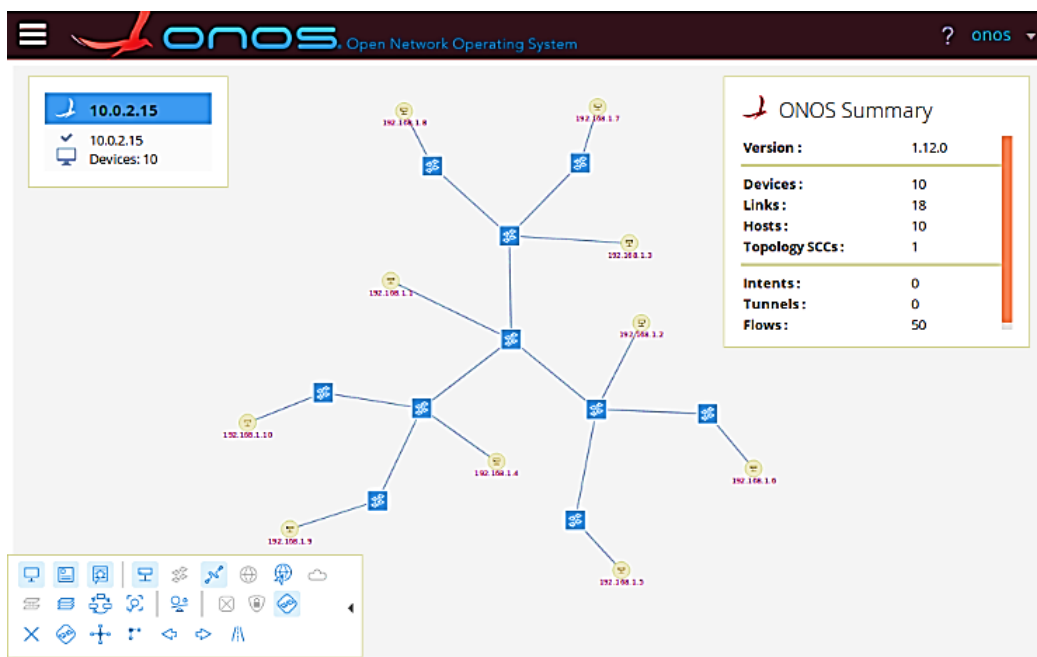 onos. Open Network Operating System
? onos
10.0.2.15
10.0.2.15
Devices: 10
ONOS Summary
Version : 1.12.0
Devices : 10
Links : 18
Hosts : 10
Topology SCCs : 1
Intents : 0
Tunnels : 0
Flows : 50
192.168.1.8
192.168.1.7
192.168.1.3
192.168.1.1
192.168.1.2
192.168.1.10
192.168.1.4
192.168.1.6
192.168.1.9
192.168.1.5